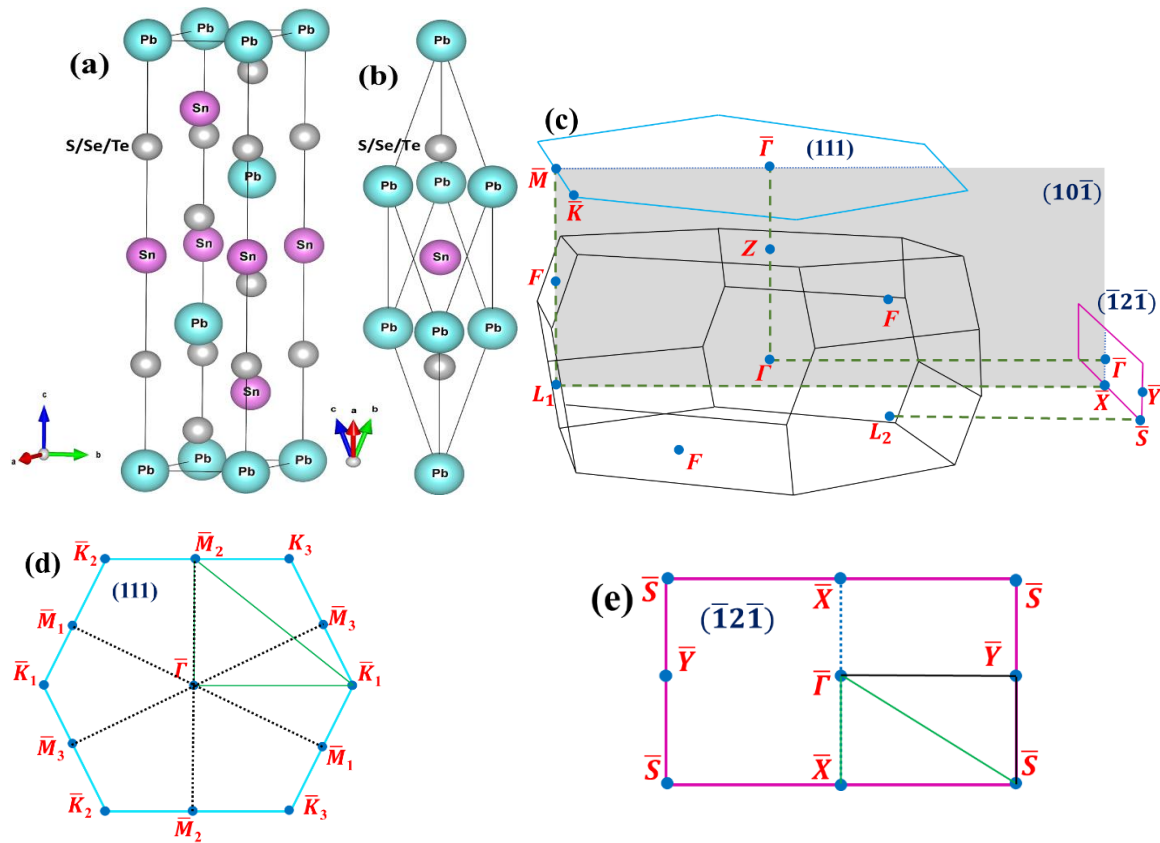 (a)
Pb
Pb
Pb
Pb
Sn
S/Se/Te
Pb
Sn
Sn
Sn
Sn
Pb
Sn
Pb
Pb
Pb
Pb
c
a
b
(b)
Pb
S/Se/Te
Pb
Pb
Pb
Sn
Pb
Pb
Pb
Pb
c
a
b
(c)
Γ̅
(111)
M̅
K̅
(101̅)
Z
F
F
(1̅21̅)
Γ
Γ̅
L₁
X̅
Y̅
L₂
S̅
F
(d)
K̅₂
M̅₂
K₃
(111)
M̅₁
M̅₃
Γ̅
K̅₁
K̅₁
M̅₃
M̅₁
K̅₂
M̅₂
K̅₃
(e)
S̅
X̅
S̅
(1̅21̅)
Y̅
Γ̅
Y̅
S̅
X̅
S̅